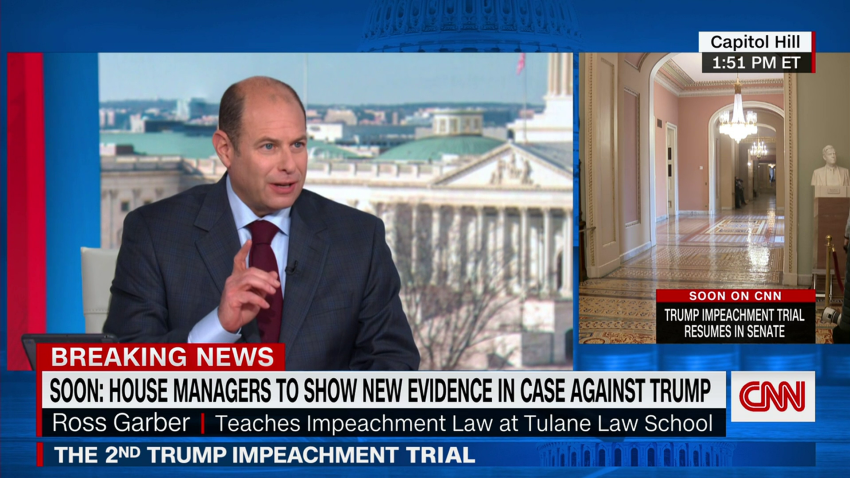 Capitol Hill
1:51 PM ET
SOON ON CNN
TRUMP IMPEACHMENT TRIAL
RESUMES IN SENATE
BREAKING NEWS
SOON: HOUSE MANAGERS TO SHOW NEW EVIDENCE IN CASE AGAINST TRUMP
Ross Garber | Teaches Impeachment Law at Tulane Law School
CNN
THE 2ND TRUMP IMPEACHMENT TRIAL